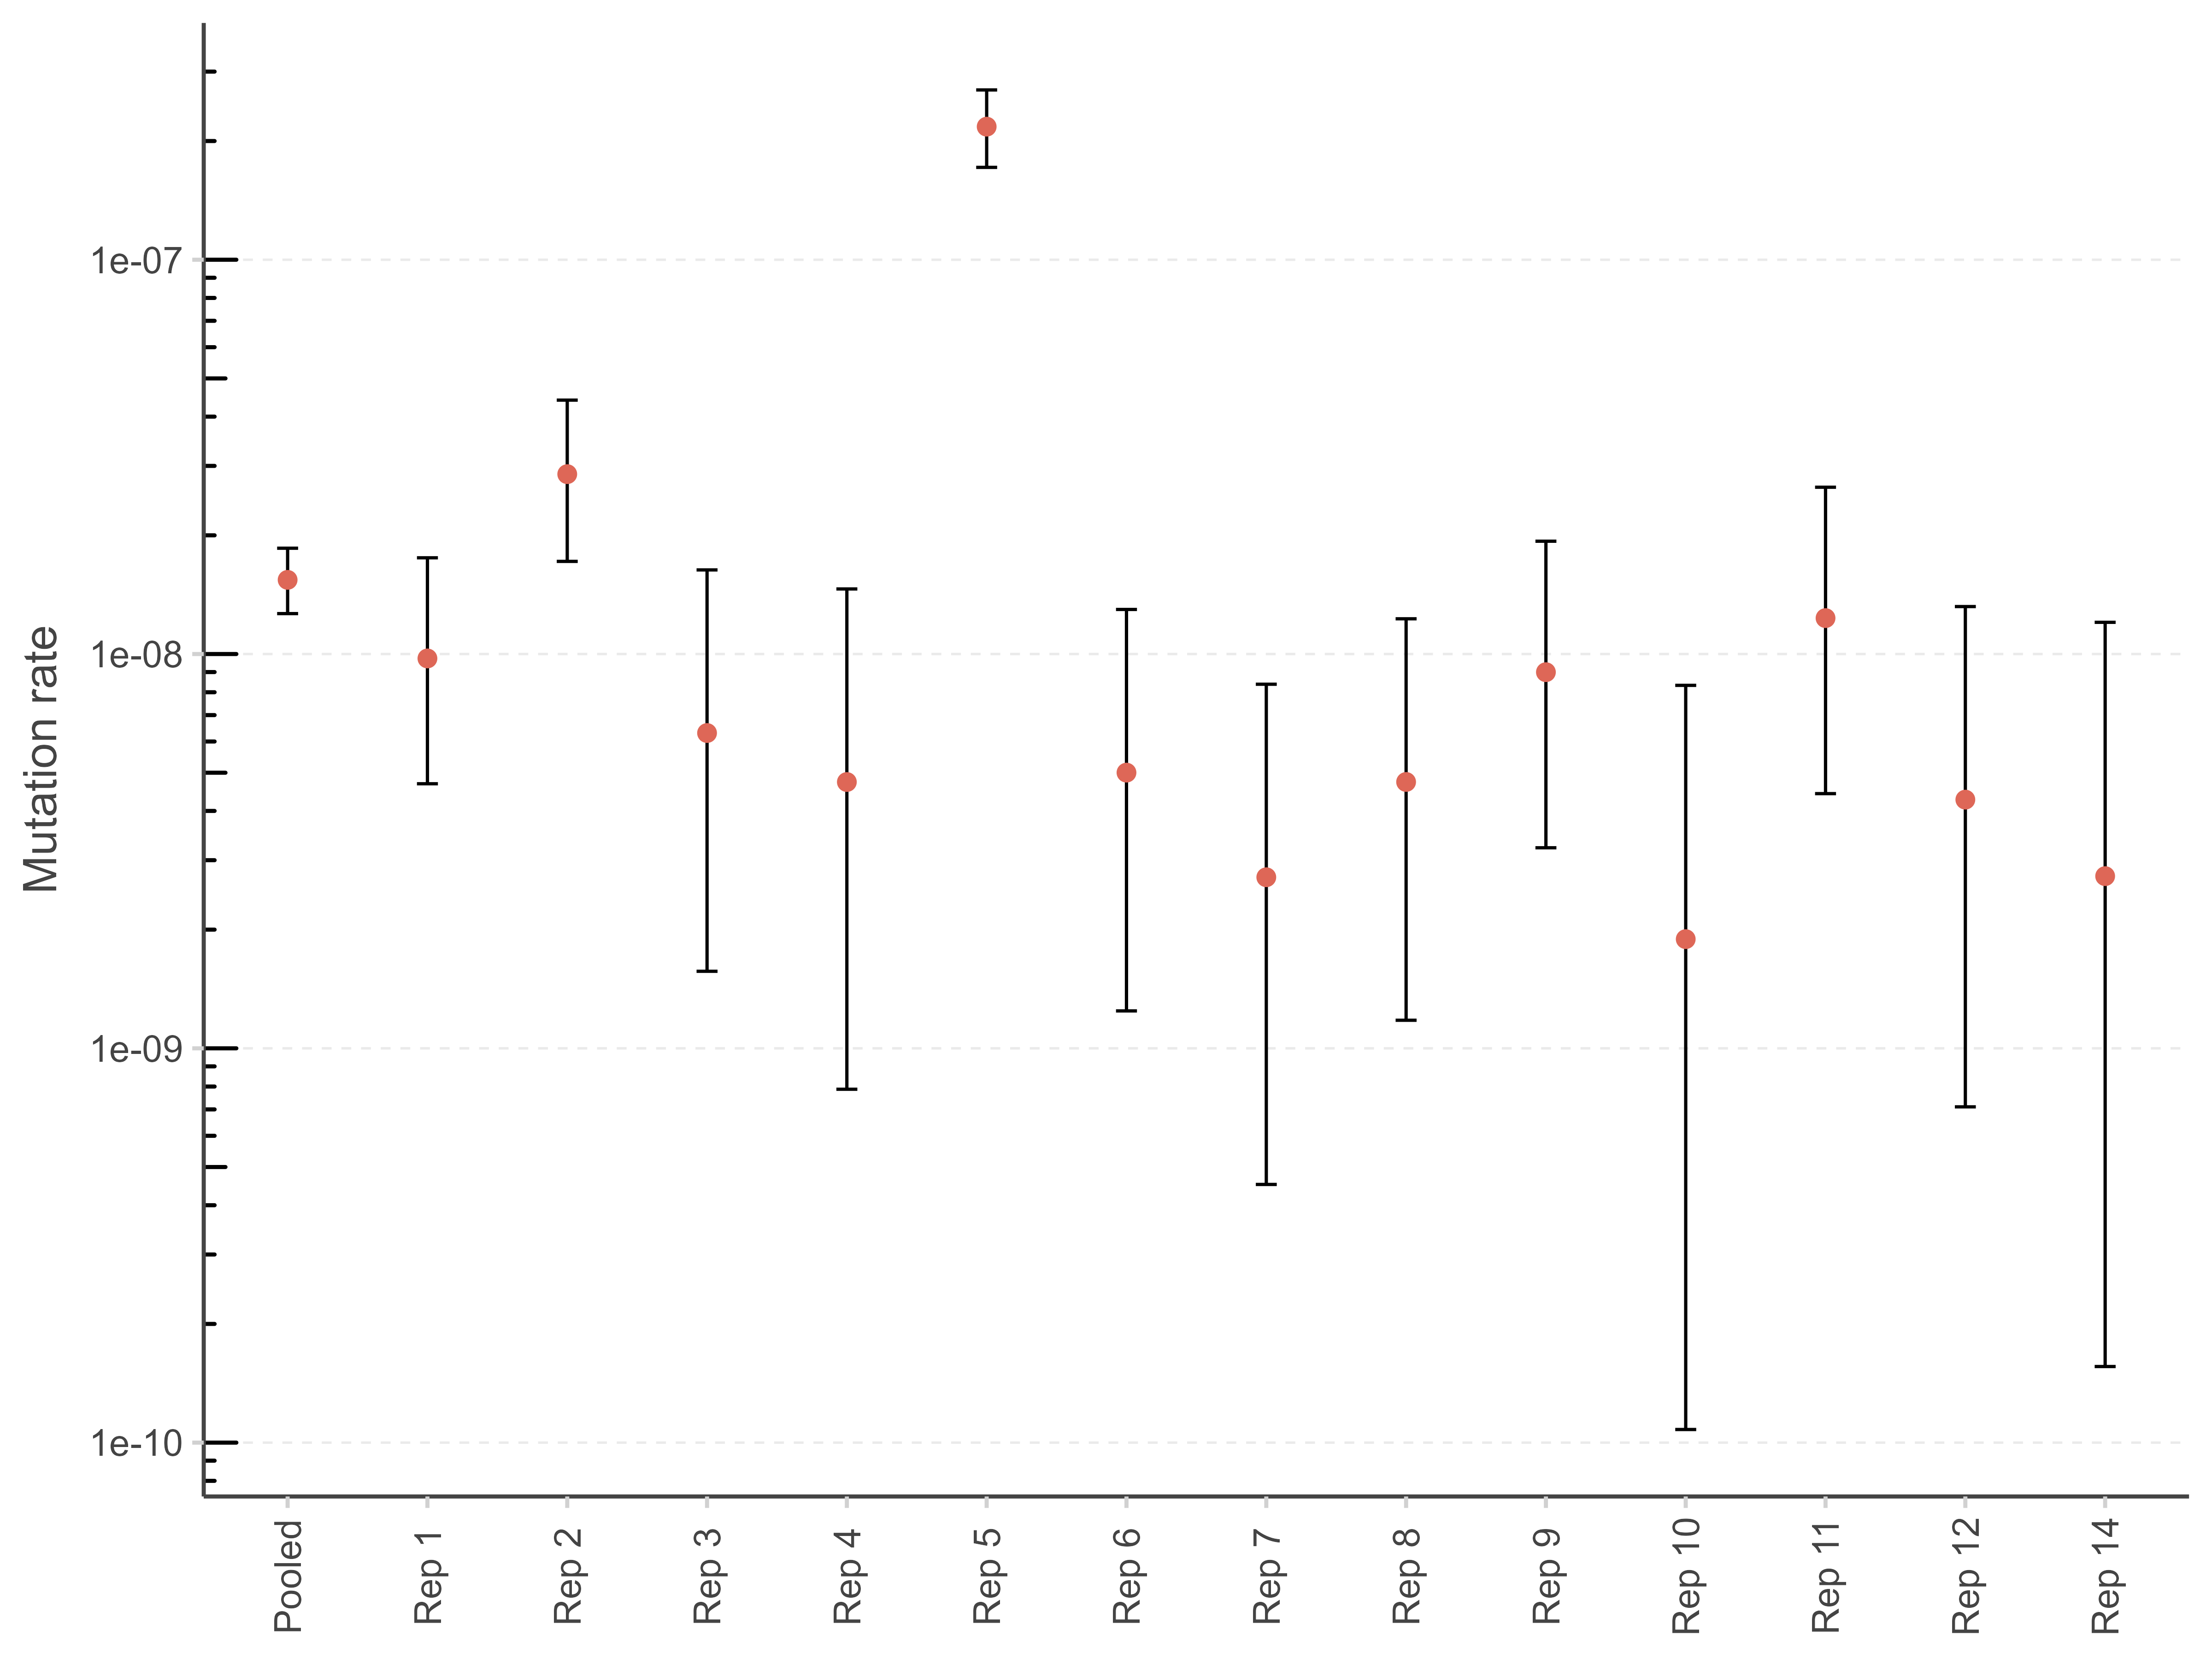 Mutation rate
1e-07
1e-08
1e-09
1e-10
Pooled
Rep 1
Rep 2
Rep 3
Rep 4
Rep 5
Rep 6
Rep 7
Rep 8
Rep 9
Rep 10
Rep 11
Rep 12
Rep 14